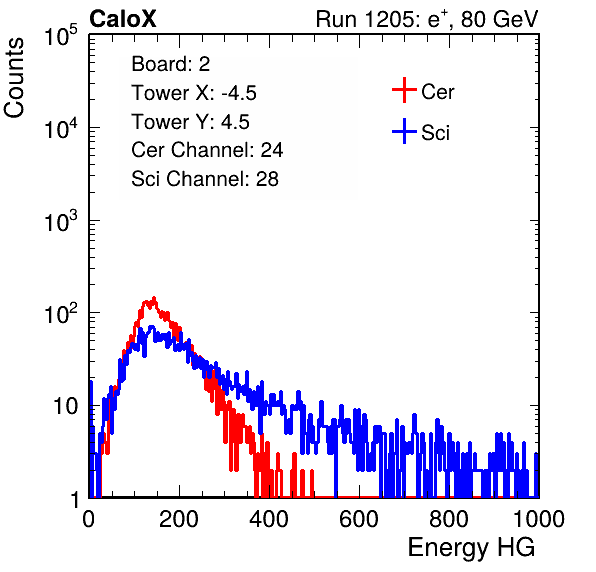 CaloX Run 1205: e⁺, 80 GeV
Counts
10⁵
10⁴
10³
10²
10
1
Board: 2
Tower X: -4.5
Tower Y: 4.5
Cer Channel: 24
Sci Channel: 28
Cer
Sci
0 200 400 600 800 1000
Energy HG